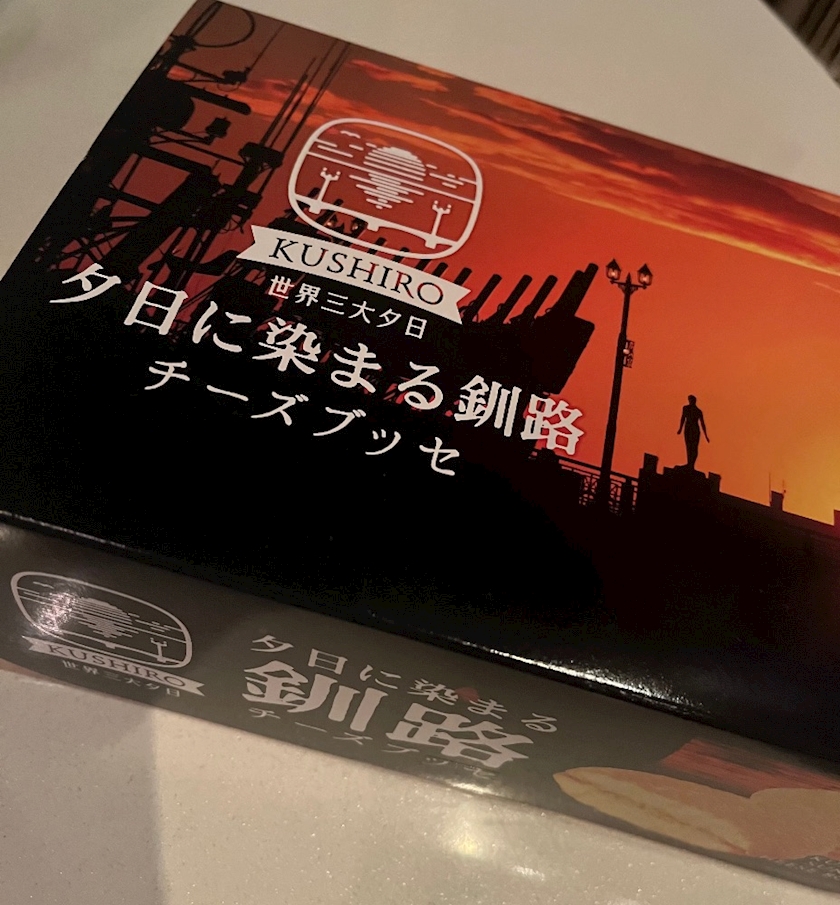 KUSHIRO
世界三大夕日
夕日に染まる釧路
チーズブッセ
KUSHIRO
世界三大夕日
夕日に染まる
釧路
チーズブッセ